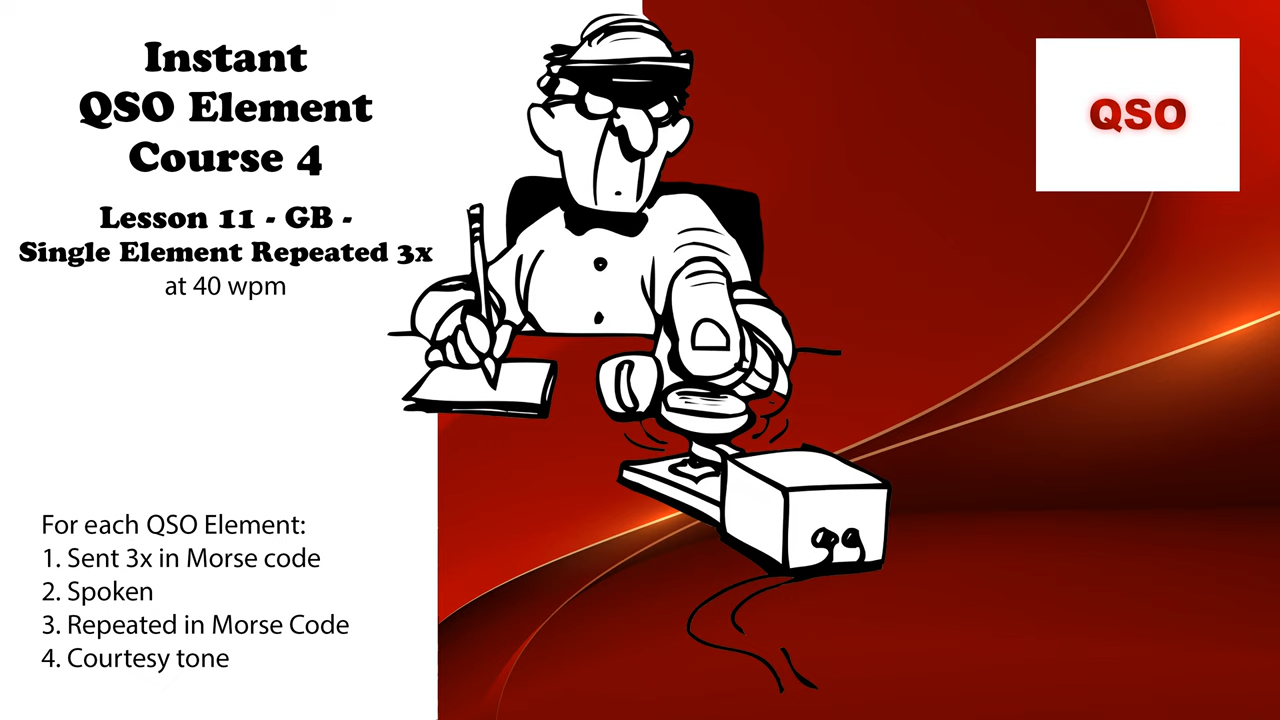 Instant
QSO Element
Course 4
Lesson 11 - GB -
Single Element Repeated 3x
at 40 wpm
QSO
For each QSO Element:
1. Sent 3x in Morse code
2. Spoken
3. Repeated in Morse Code
4. Courtesy tone